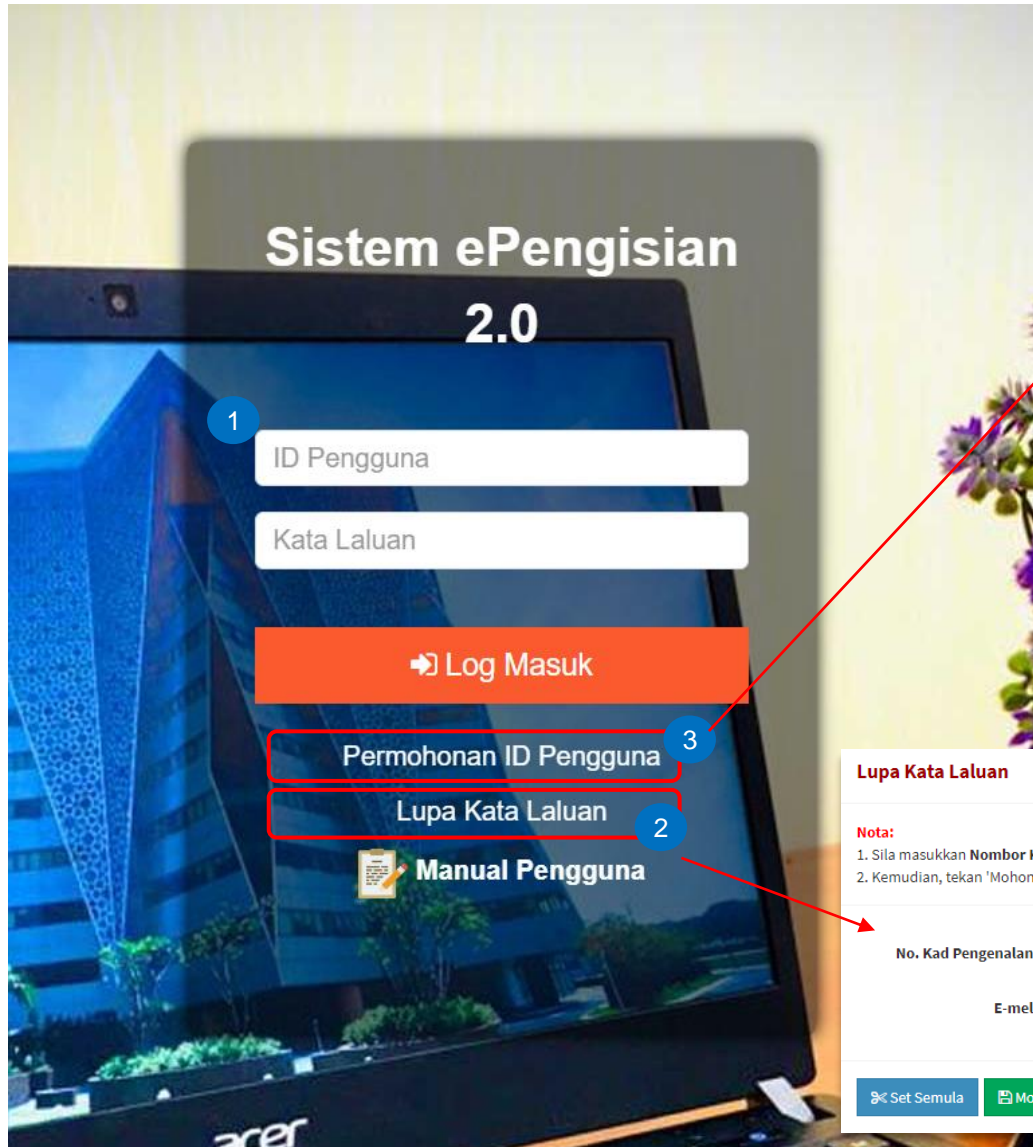 Sistem ePengisian
2.0
1
ID Pengguna
Kata Laluan
Log Masuk
Permohonan ID Pengguna
3
Lupa Kata Laluan
2
Manual Pengguna
acer
Lupa Kata Laluan
Nota:
1. Sila masukkan Nombor
2. Kemudian, tekan 'Mohon
No. Kad Pengenalan
E-mel
Set Semula